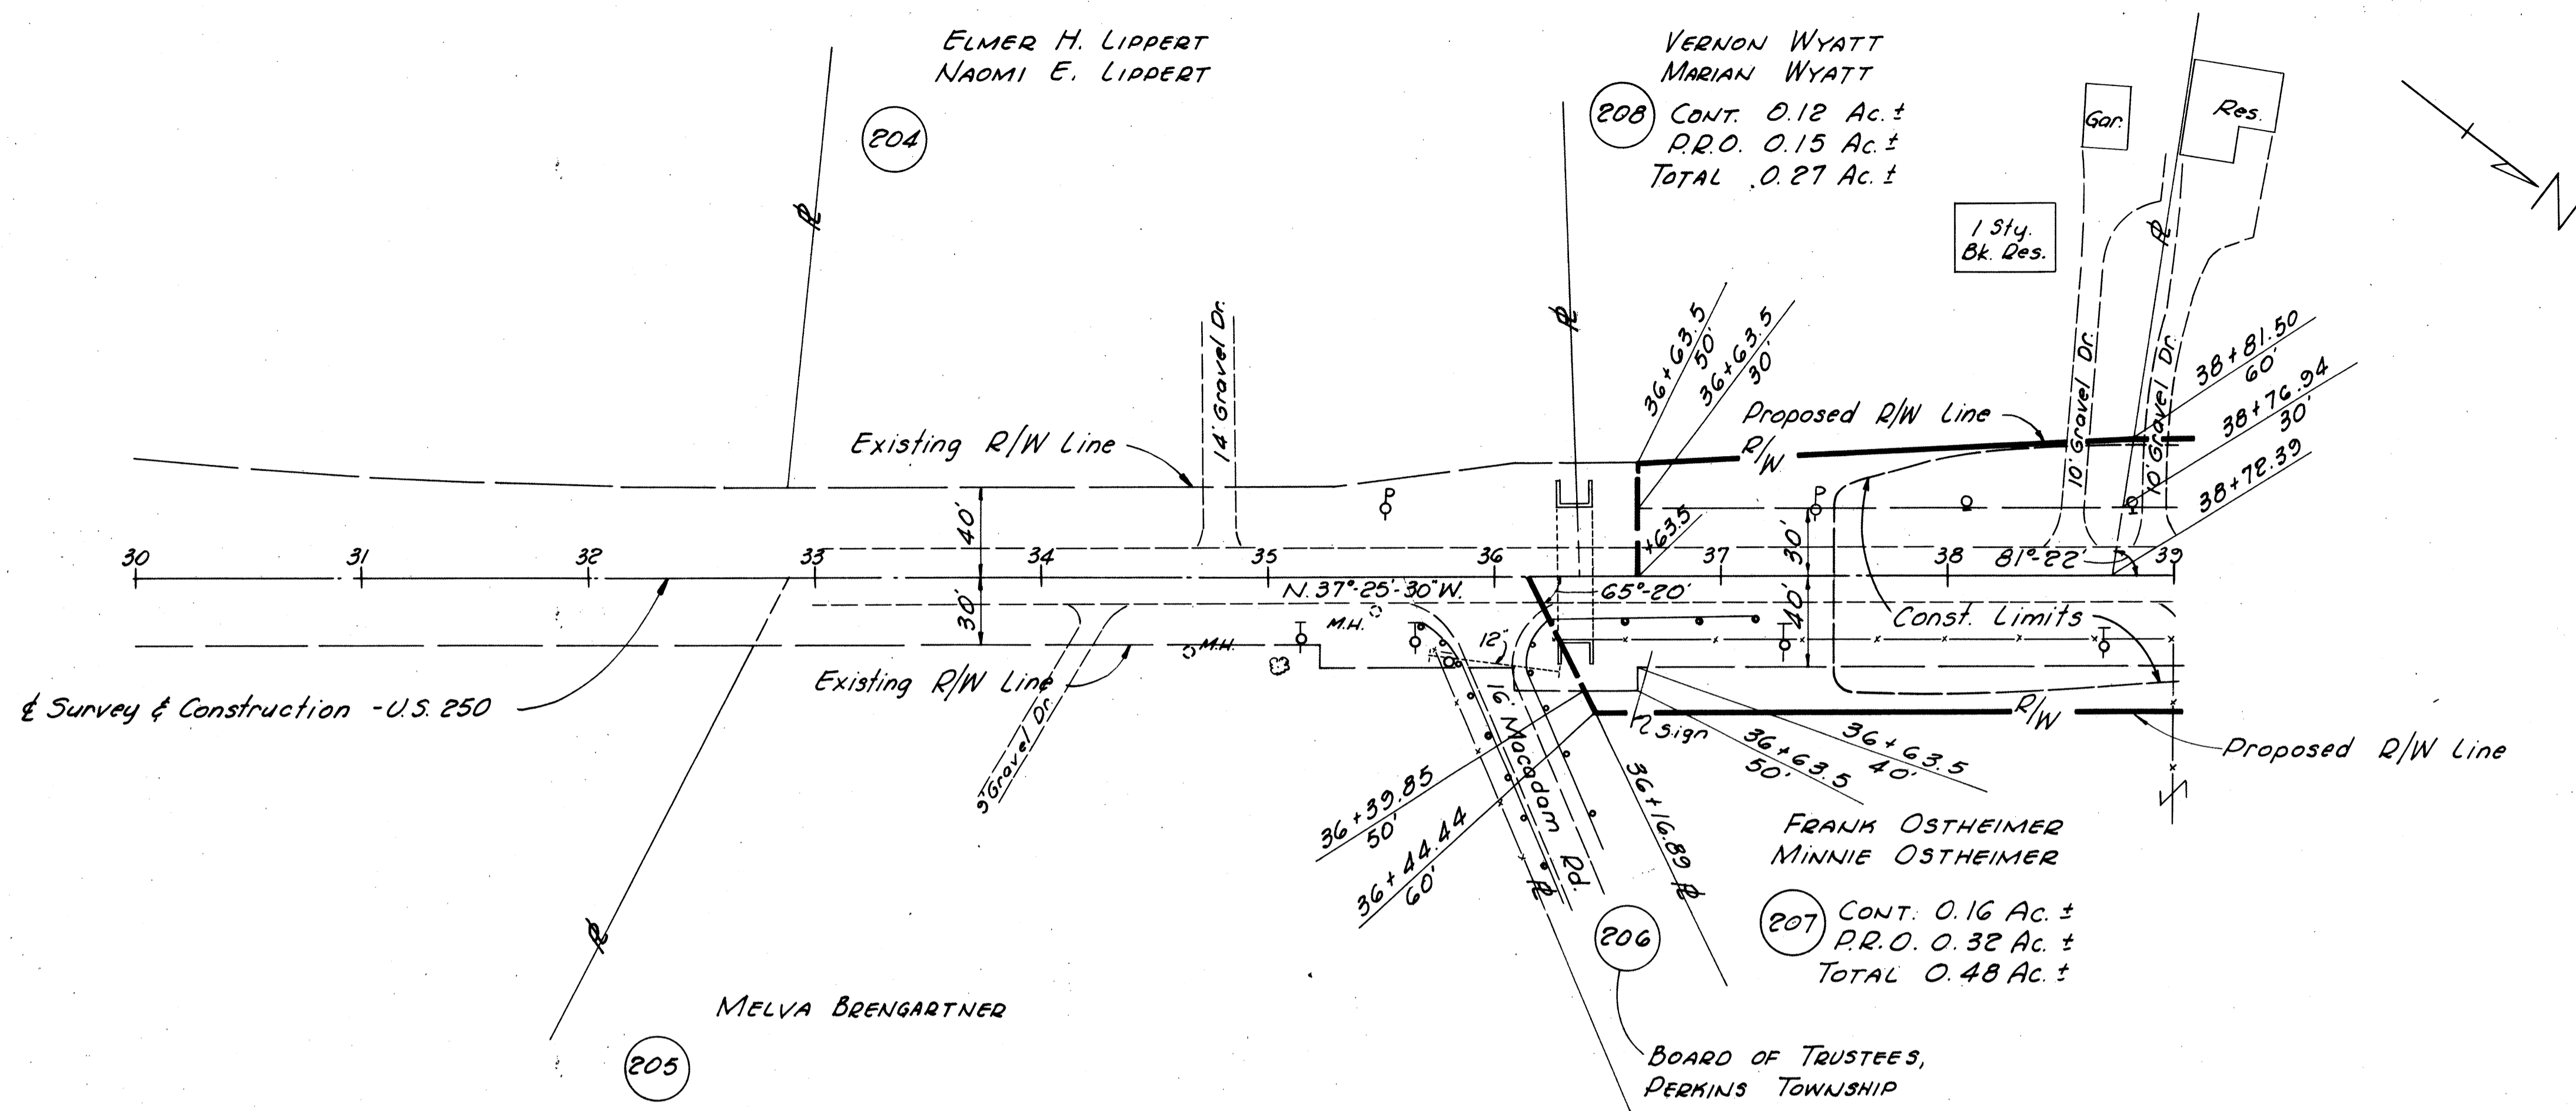 ELMER H. LIPPERT
NAOMI E. LIPPERT
204
VERNON WYATT
MARIAN WYATT
208
CONT. 0.12 Ac. ±
P.R.O. 0.15 Ac. ±
TOTAL 0.27 Ac. ±
Gar.
Res.
N
1 Sty.
Bk. Res.
PL
PL
PL
14' Gravel Dr.
36+63.5
50'
36+63.5
30'
Proposed R/W Line
R/W
10' Gravel Dr.
10' Gravel Dr.
38+81.50
60'
38+76.94
30'
38+72.39
Existing R/W Line
P
P
40'
30'
+63.5
30'
40'
30
31
32
33
34
35
36
37
38
39
81°-22'
N. 37°-25'-30" W.
65°-20'
M.H.
M.H.
12"
Const. Limits
Existing R/W Line
℄ Survey & Construction - U.S. 250
9' Gravel Dr.
16' Macadam Rd.
Sign
R/W
Proposed R/W Line
36+63.5
40'
36+63.5
50'
36+39.85
50'
36+44.44
60'
36+16.89
PL
PL
PL
FRANK OSTHEIMER
MINNIE OSTHEIMER
207
CONT. 0.16 Ac. ±
P.R.O. 0.32 Ac. ±
TOTAL 0.48 Ac. ±
206
MELVA BRENGARTNER
205
BOARD OF TRUSTEES,
PERKINS TOWNSHIP